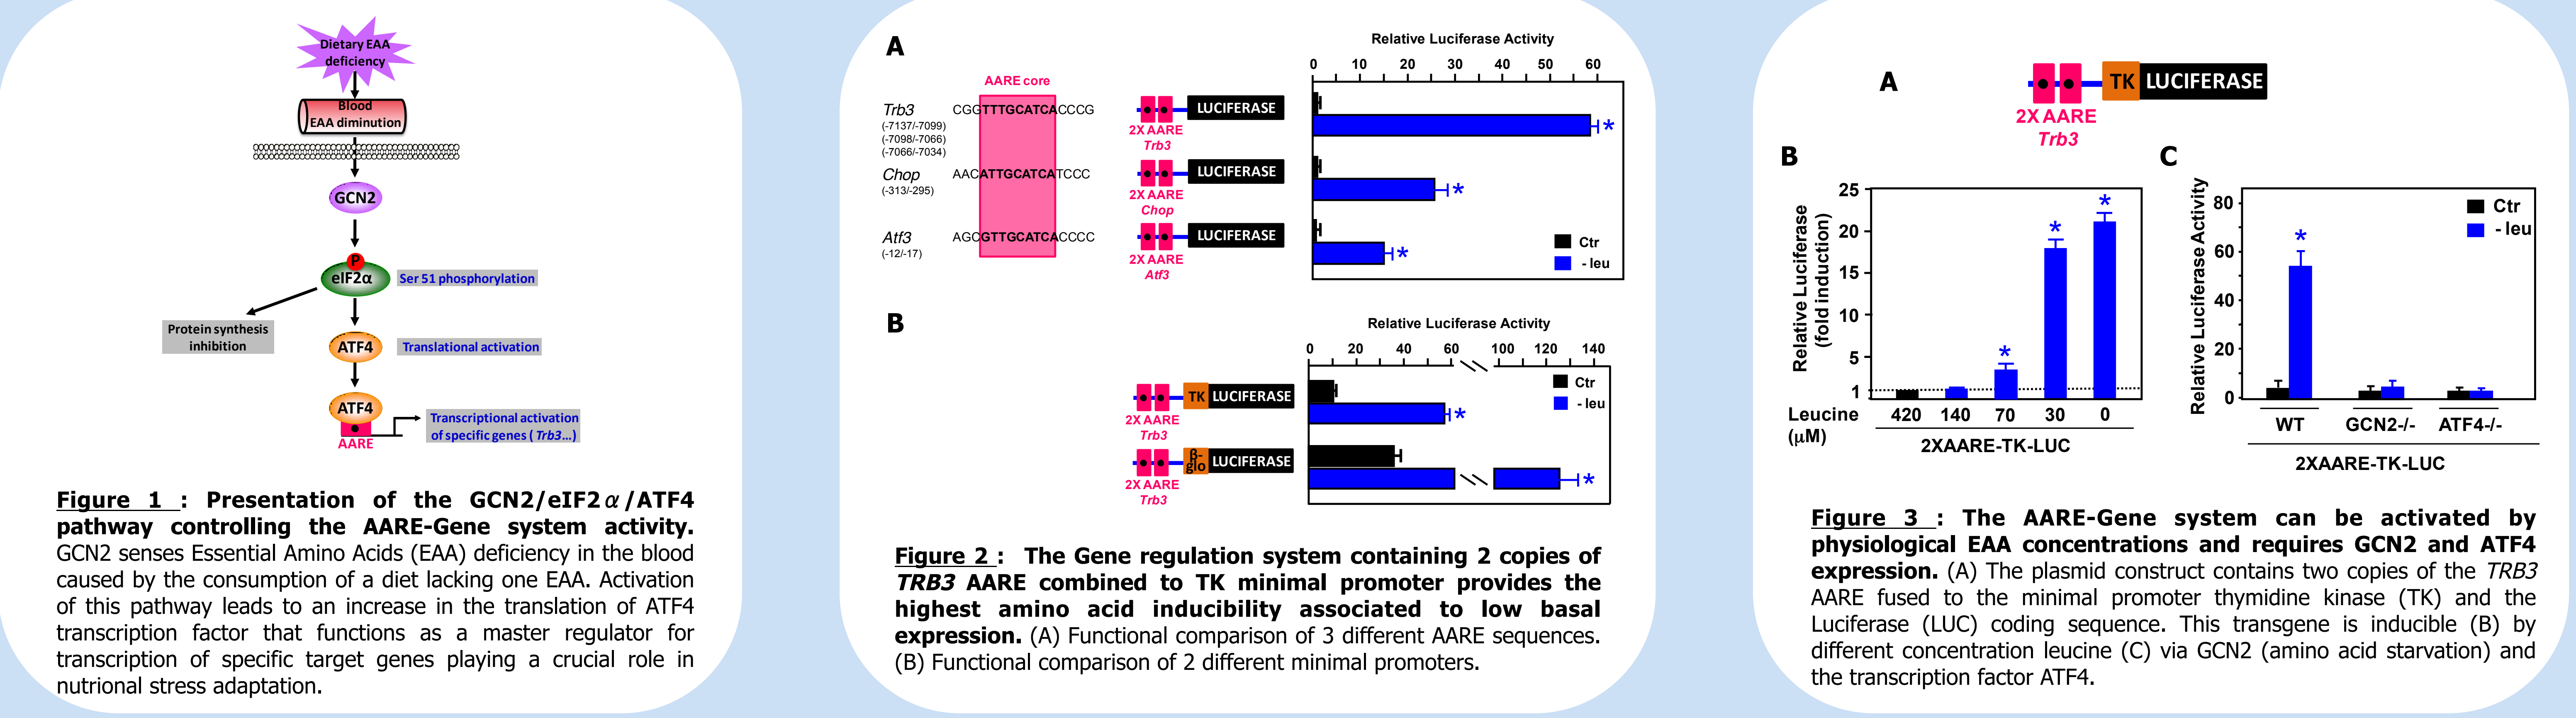 Dietary EAA
deficiency
Blood
EAA diminution
GCN2
P
eIF2α
Ser 51 phosphorylation
Protein synthesis
inhibition
ATF4
Translational activation
ATF4
AARE
Transcriptional activation
of specific genes ( Trb3...)
Figure 1 : Presentation of the GCN2/eIF2α/ATF4
pathway controlling the AARE-Gene system activity.
GCN2 senses Essential Amino Acids (EAA) deficiency in the blood
caused by the consumption of a diet lacking one EAA. Activation
of this pathway leads to an increase in the translation of ATF4
transcription factor that functions as a master regulator for
transcription of specific target genes playing a crucial role in
nutrional stress adaptation.
A
Relative Luciferase Activity
0 10 20 30 40 50 60
AARE core
Trb3 CGGTTTGCATCACCCG
(-7137/-7099)
(-7098/-7066)
(-7066/-7034)
LUCIFERASE
2X AARE
Trb3
*
Chop AACATTGCATCATCCC
(-313/-295)
LUCIFERASE
2X AARE
Chop
*
Atf3 AGCGTTGCATCACCCC
(-12/-17)
LUCIFERASE
2X AARE
Atf3
*
Ctr
- leu
B
Relative Luciferase Activity
0 20 40 60 100 120 140
TK LUCIFERASE
2X AARE
Trb3
*
Ctr
- leu
β-
glo
LUCIFERASE
2X AARE
Trb3
*
Figure 2 : The Gene regulation system containing 2 copies of
TRB3 AARE combined to TK minimal promoter provides the
highest amino acid inducibility associated to low basal
expression. (A) Functional comparison of 3 different AARE sequences.
(B) Functional comparison of 2 different minimal promoters.
A
TK LUCIFERASE
2X AARE
Trb3
B
Relative Luciferase
(fold induction)
25
20
15
10
5
1
* * *
Leucine 420 140 70 30 0
(µM)
2XAARE-TK-LUC
C
Relative Luciferase Activity
80
60
40
20
0
*
Ctr
- leu
WT GCN2-/- ATF4-/-
2XAARE-TK-LUC
Figure 3 : The AARE-Gene system can be activated by
physiological EAA concentrations and requires GCN2 and ATF4
expression. (A) The plasmid construct contains two copies of the TRB3
AARE fused to the minimal promoter thymidine kinase (TK) and the
Luciferase (LUC) coding sequence. This transgene is inducible (B) by
different concentration leucine (C) via GCN2 (amino acid starvation) and
the transcription factor ATF4.